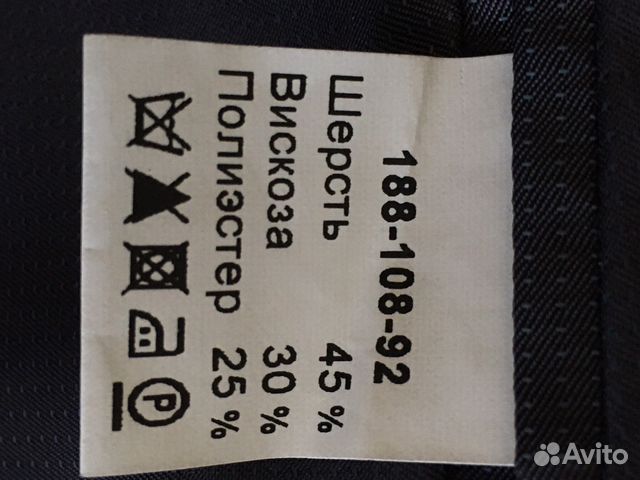 188-108-92
Шерсть 45 %
Вискоза 30 %
Полиэстер 25 %
P
Avito